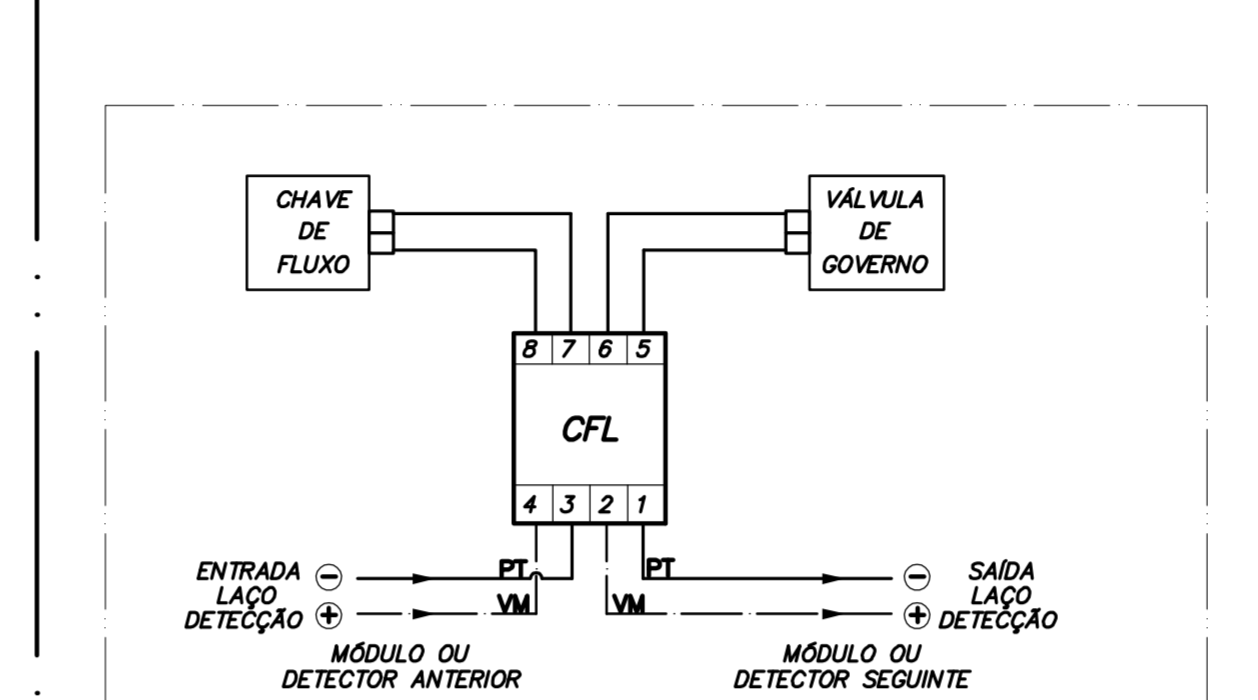 CHAVE
DE
FLUXO
VÁLVULA
DE
GOVERNO
8 7 6 5
CFL
4 3 2 1
ENTRADA
LAÇO
DETECÇÃO
−
+
PT
VM
PT
VM
−
+
SAÍDA
LAÇO
DETECÇÃO
MÓDULO OU
DETECTOR ANTERIOR
MÓDULO OU
DETECTOR SEGUINTE